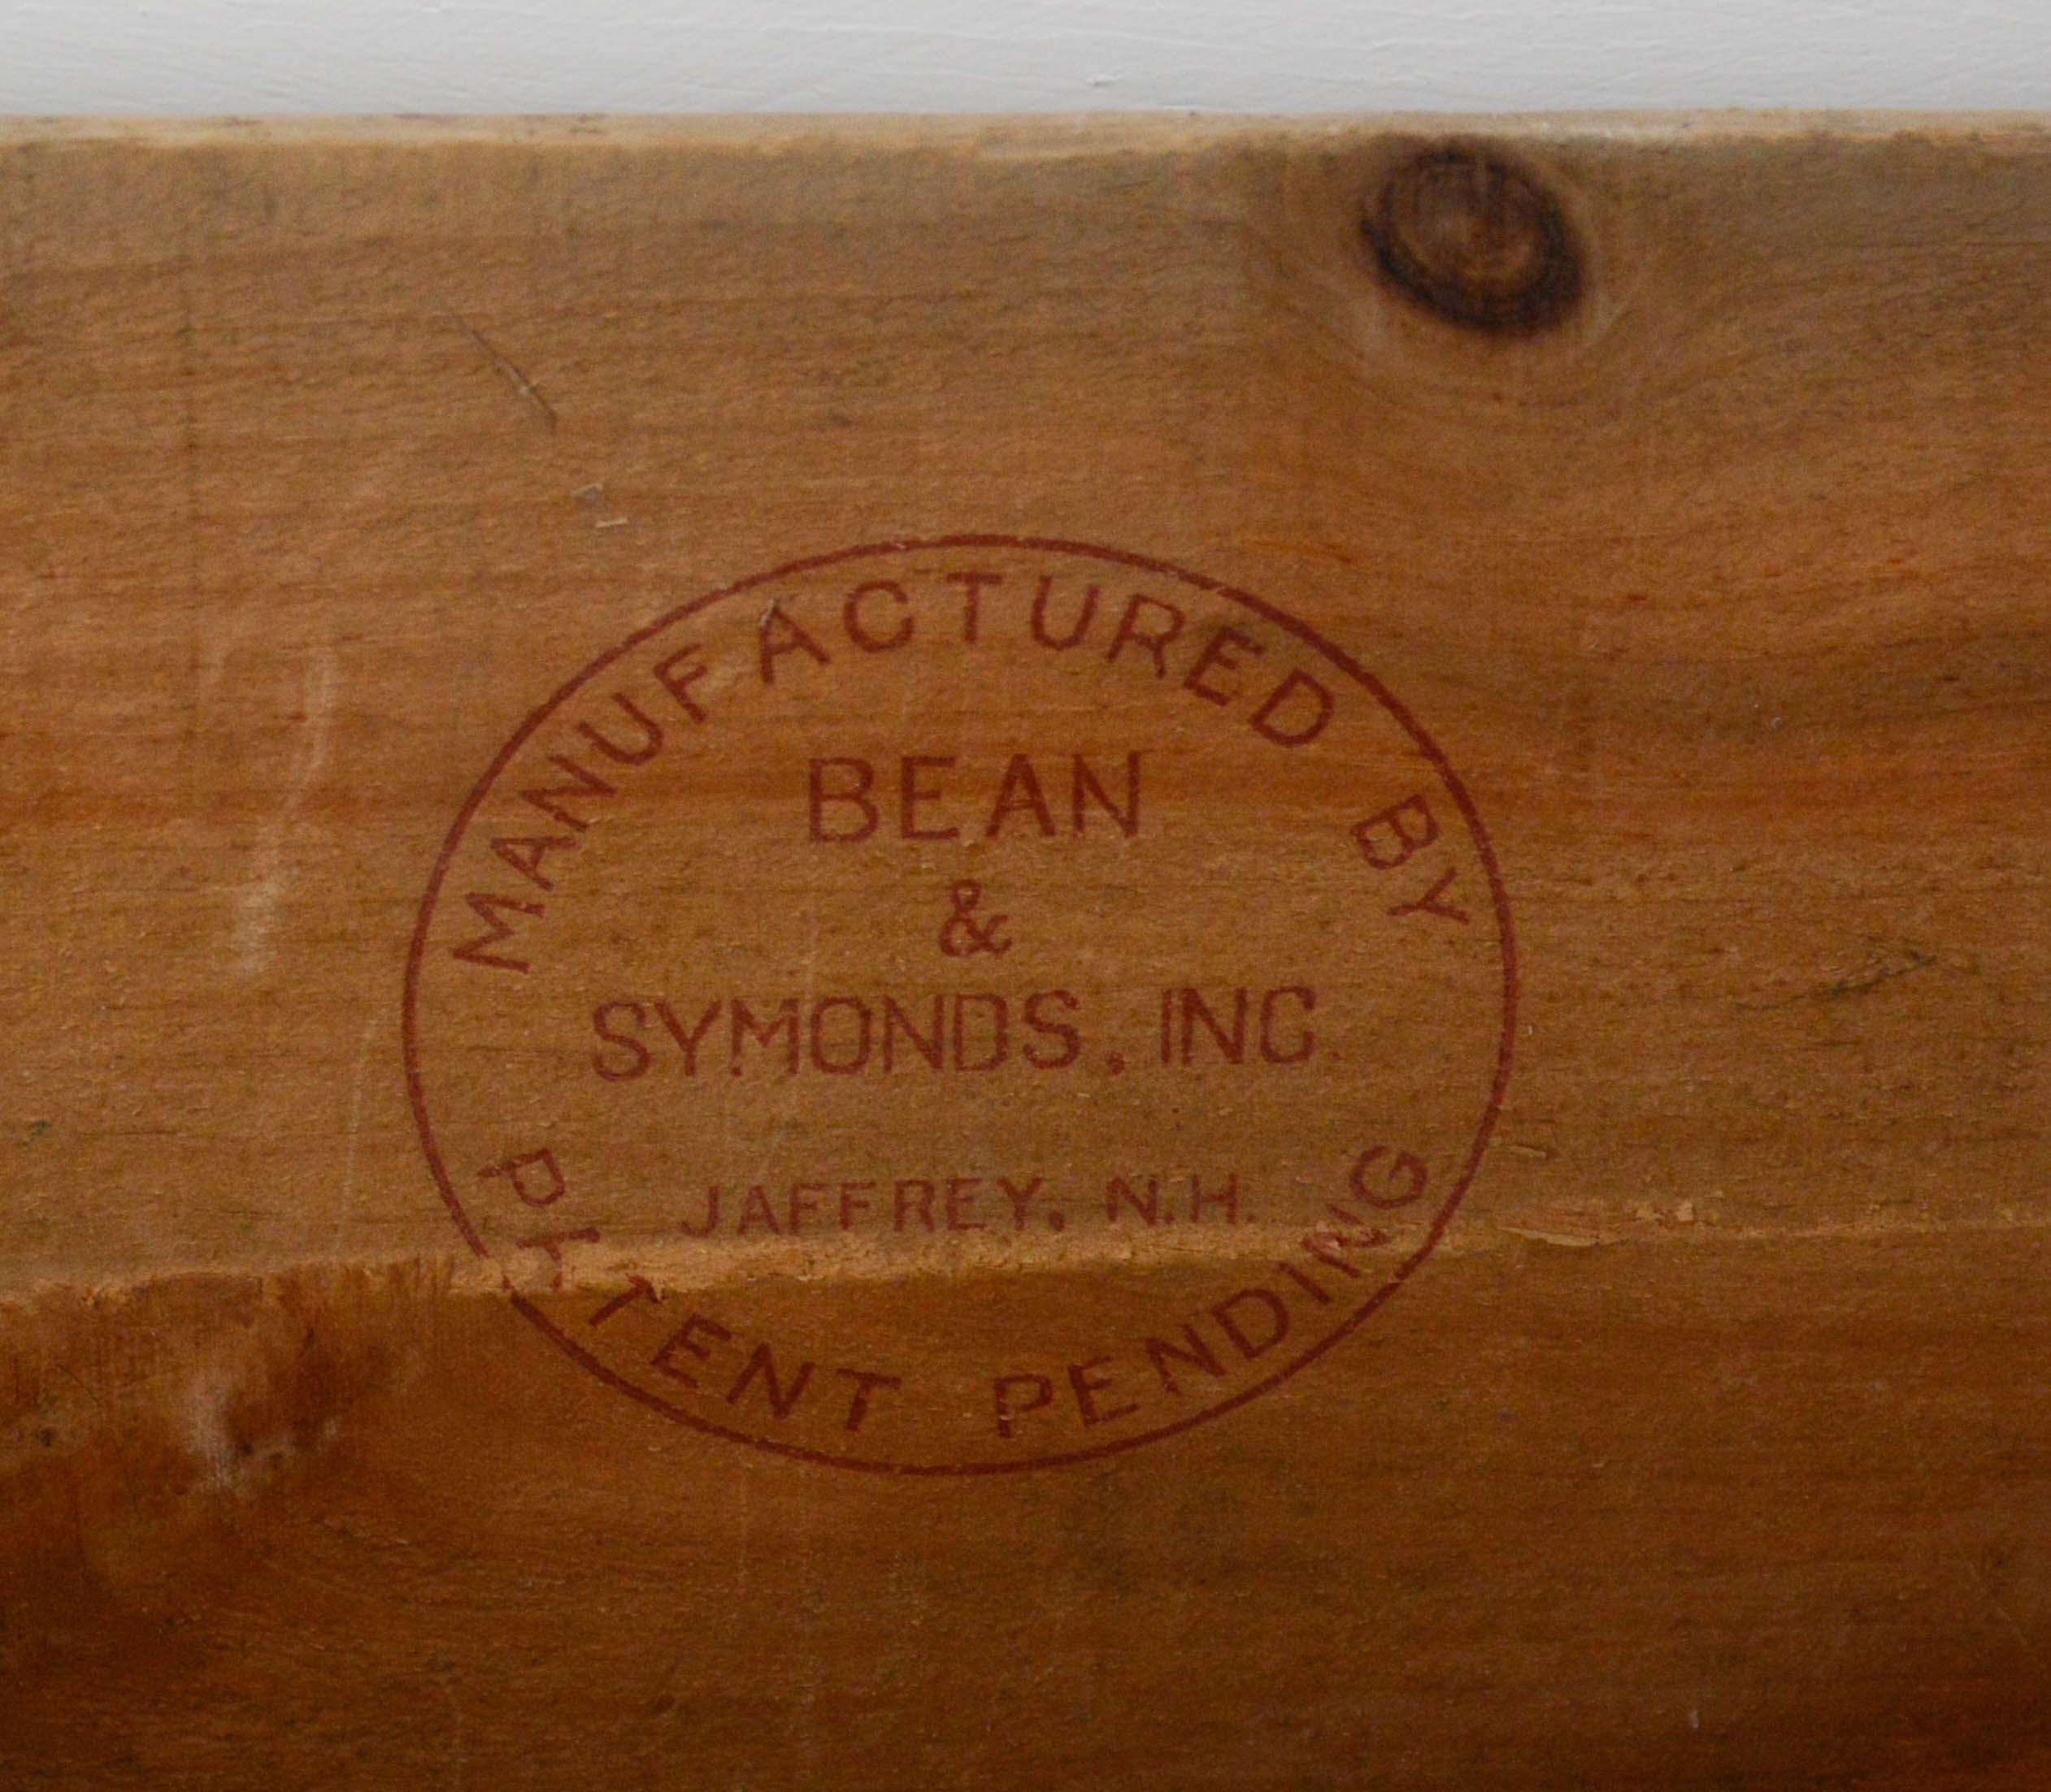 MANUFACTURED BY
BEAN
&
SYMONDS, INC.
JAFFREY, N.H.
PATENT PENDING